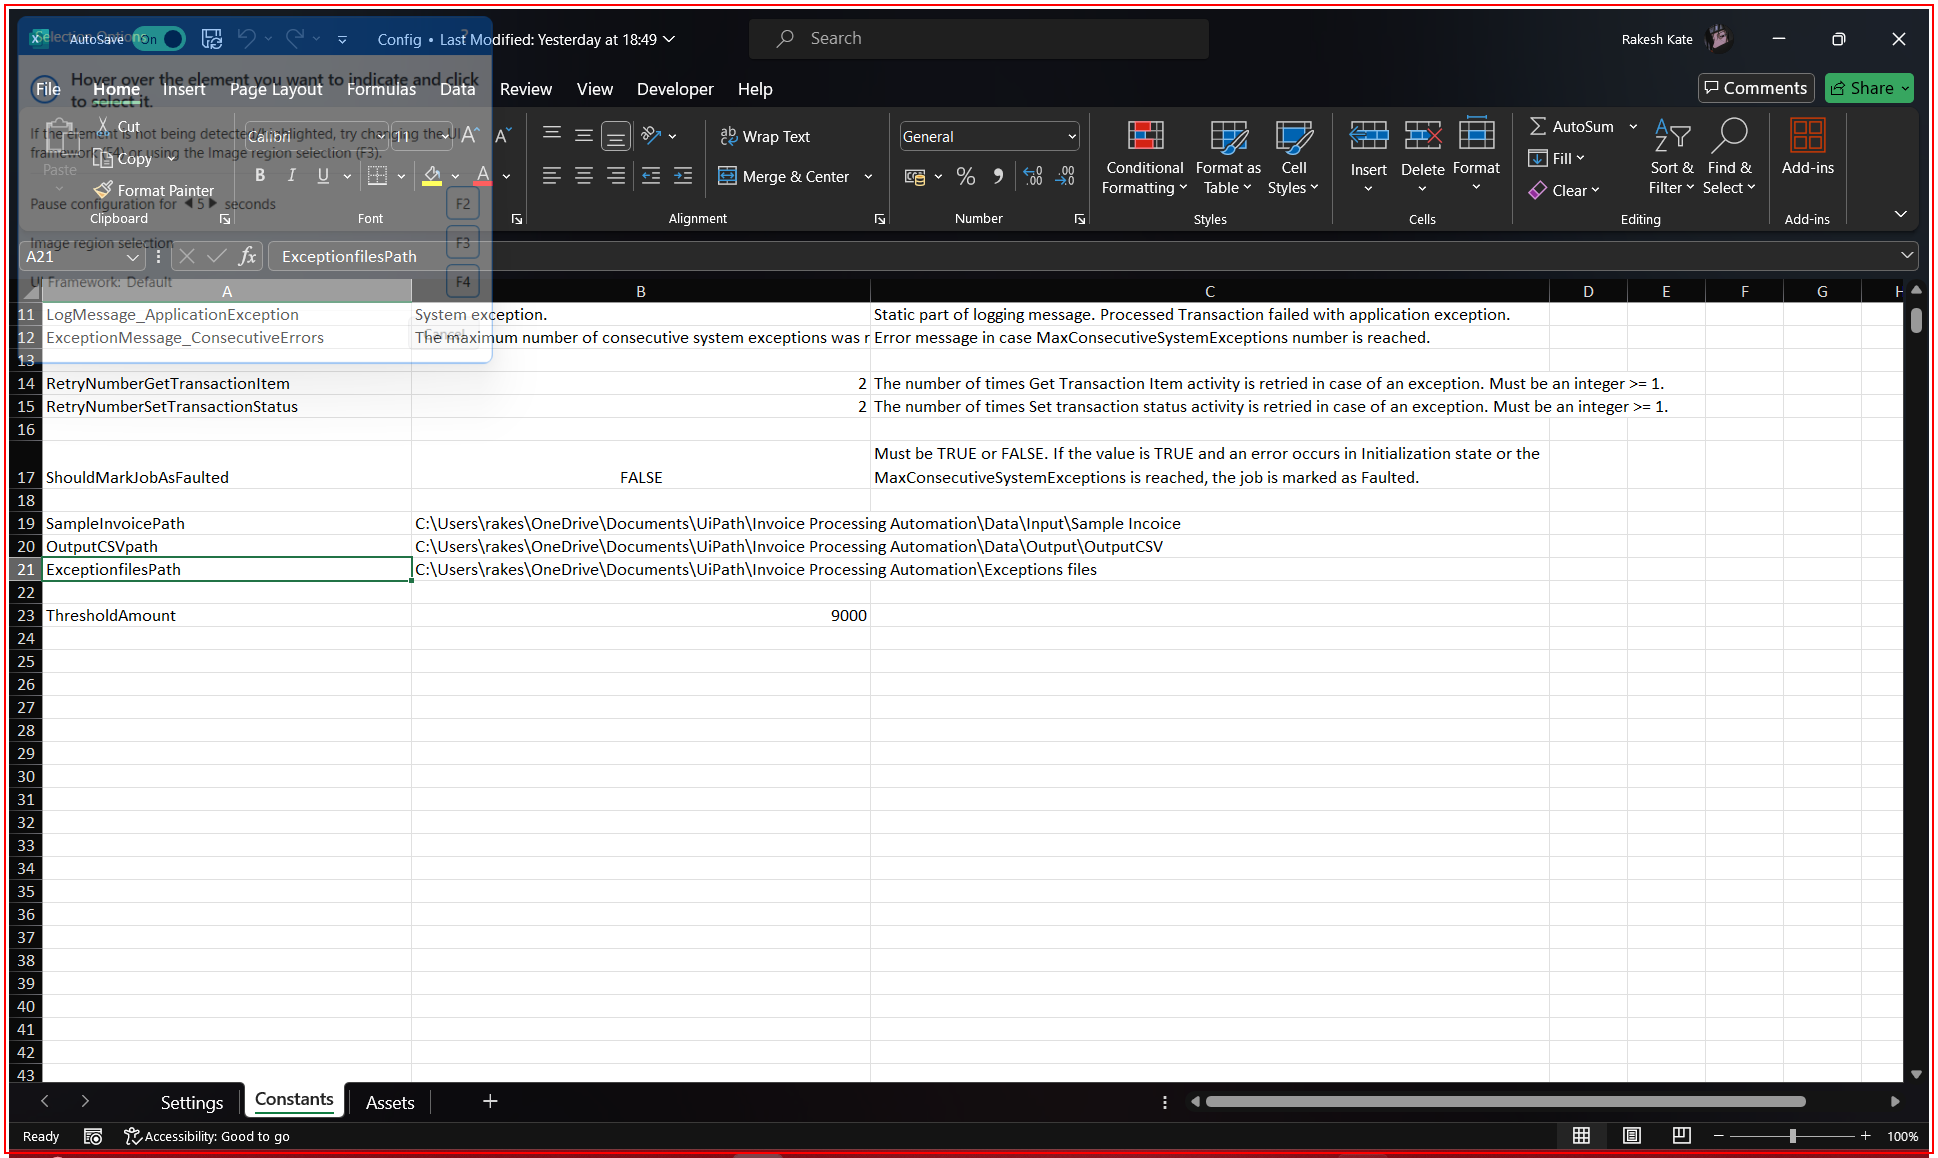 Selection Options
AutoSave On Config • Last Modified: Yesterday at 18:49 Search Rakesh Kate
?
Hover over the element you want to indicate and click
to select it.
File Home Insert Page Layout Formulas Data Review View Developer Help Comments Share
If the element is not being detected/highlighted, try changing the UI
framework (F4) or using the Image region selection (F3).
Cut Calibri 11 A A Wrap Text General AutoSum
Paste Copy Conditional Formatting Format as Table Cell Styles Insert Delete Format Fill Sort & Filter Find & Select Add-ins
Format Painter B I U A Merge & Center % Clear
Pause configuration for 5 seconds F2
Clipboard Font Alignment Number Styles Cells Editing Add-ins
Image region selection F3
A21 fx ExceptionfilesPath
UI Framework: Default F4
A B C D E F G H
11 LogMessage_ApplicationException System exception. Static part of logging message. Processed Transaction failed with application exception.
Cancel
12 ExceptionMessage_ConsecutiveErrors The maximum number of consecutive system exceptions was r Error message in case MaxConsecutiveSystemExceptions number is reached.
13
14 RetryNumberGetTransactionItem 2 The number of times Get Transaction Item activity is retried in case of an exception. Must be an integer >= 1.
15 RetryNumberSetTransactionStatus 2 The number of times Set transaction status activity is retried in case of an exception. Must be an integer >= 1.
16
Must be TRUE or FALSE. If the value is TRUE and an error occurs in Initialization state or the
17 ShouldMarkJobAsFaulted FALSE MaxConsecutiveSystemExceptions is reached, the job is marked as Faulted.
18
19 SampleInvoicePath C:\Users\rakes\OneDrive\Documents\UiPath\Invoice Processing Automation\Data\Input\Sample Incoice
20 OutputCSVpath C:\Users\rakes\OneDrive\Documents\UiPath\Invoice Processing Automation\Data\Output\OutputCSV
21 ExceptionfilesPath C:\Users\rakes\OneDrive\Documents\UiPath\Invoice Processing Automation\Exceptions files
22
23 ThresholdAmount 9000
24
25
26
27
28
29
30
31
32
33
34
35
36
37
38
39
40
41
42
43
Settings Constants Assets
Ready Accessibility: Good to go 100%